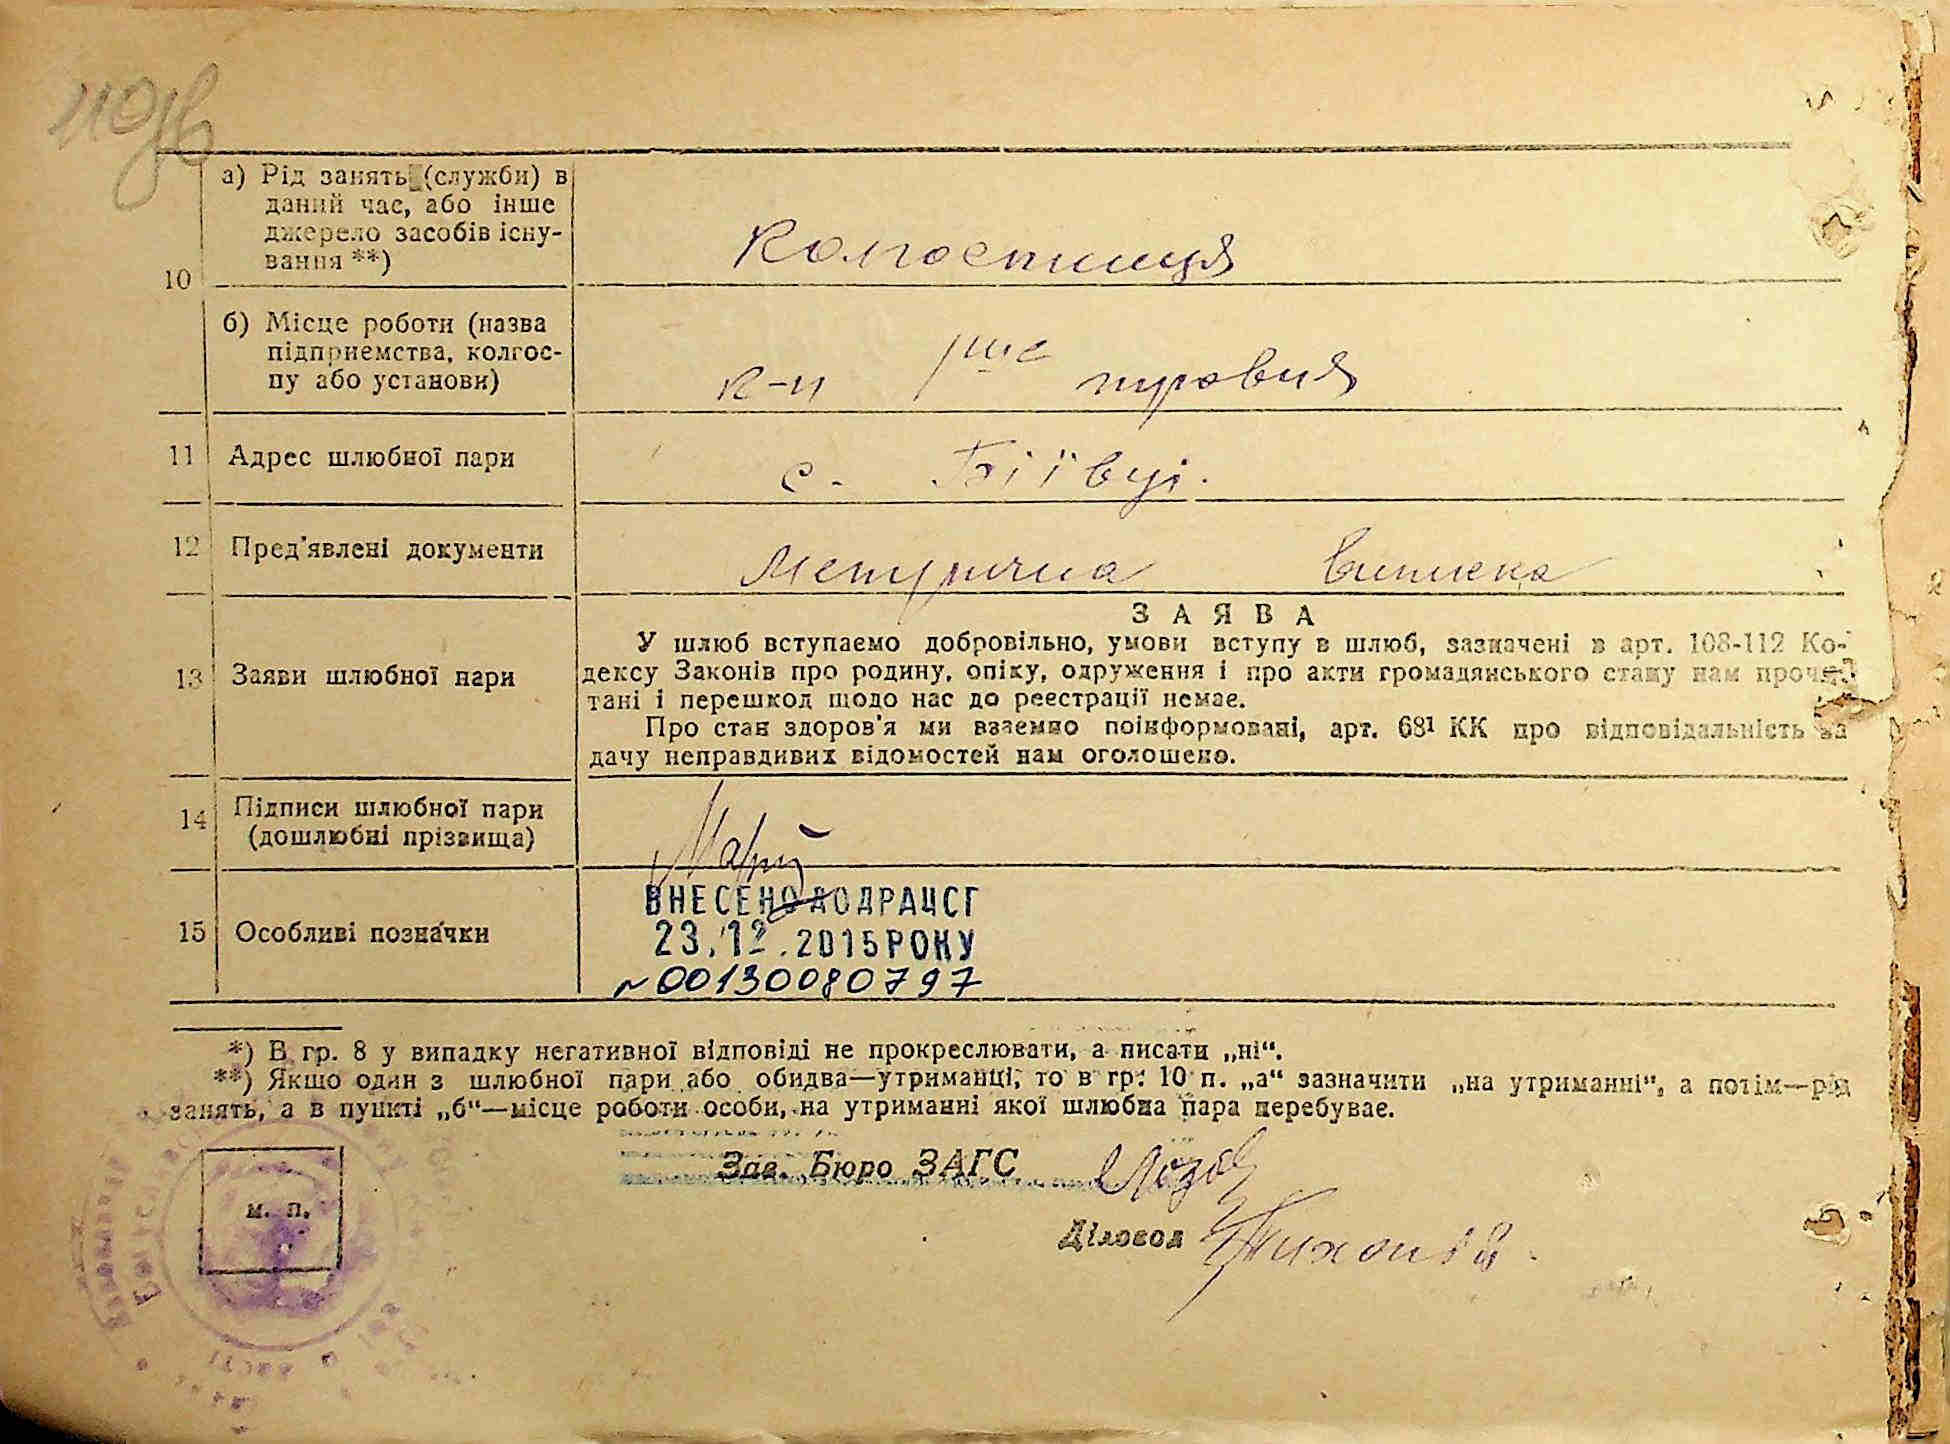 110 зв
10
а) Рід занять (служби) в
даний час, або інше
джерело засобів існу-
вання **)
Колгоспниця
б) Місце роботи (назва
підприємства, колгос-
пу або установи)
к-п 1ше травня
11 Адрес шлюбної пари
с. Біївці.
12 Пред'явлені документи
Метрична виписка
13 Заяви шлюбної пари
ЗАЯВА
У шлюб вступаємо добровільно, умови вступу в шлюб, зазначені в арт. 108-112 Ко-
дексу Законів про родину, опіку, одруження і про акти громадянського стану нам прочи-
тані і перешкод щодо нас до реєстрації немає.
Про стан здоров'я ми взаємно поінформовані, арт. 68¹ КК про відповідальність за
дачу неправдивих відомостей нам оголошено.
14 Підписи шлюбної пари
(дошлюбні прізвища)
15 Особливі позначки
ВНЕСЕНО ДО ДРАЦСГ
23.12.2015 РОКУ
№ 00130080797
*) В гр. 8 у випадку негативної відповіді не прокреслювати, а писати „ні“.
**) Якщо один з шлюбної пари або обидва—утриманці, то в гр. 10 п. „а“ зазначити „на утриманні“, а потім—рід
занять, а в пункті „б“—місце роботи особи, на утриманні якої шлюбна пара перебуває.
Зав. Бюро ЗАГС
м. п.
Діловод